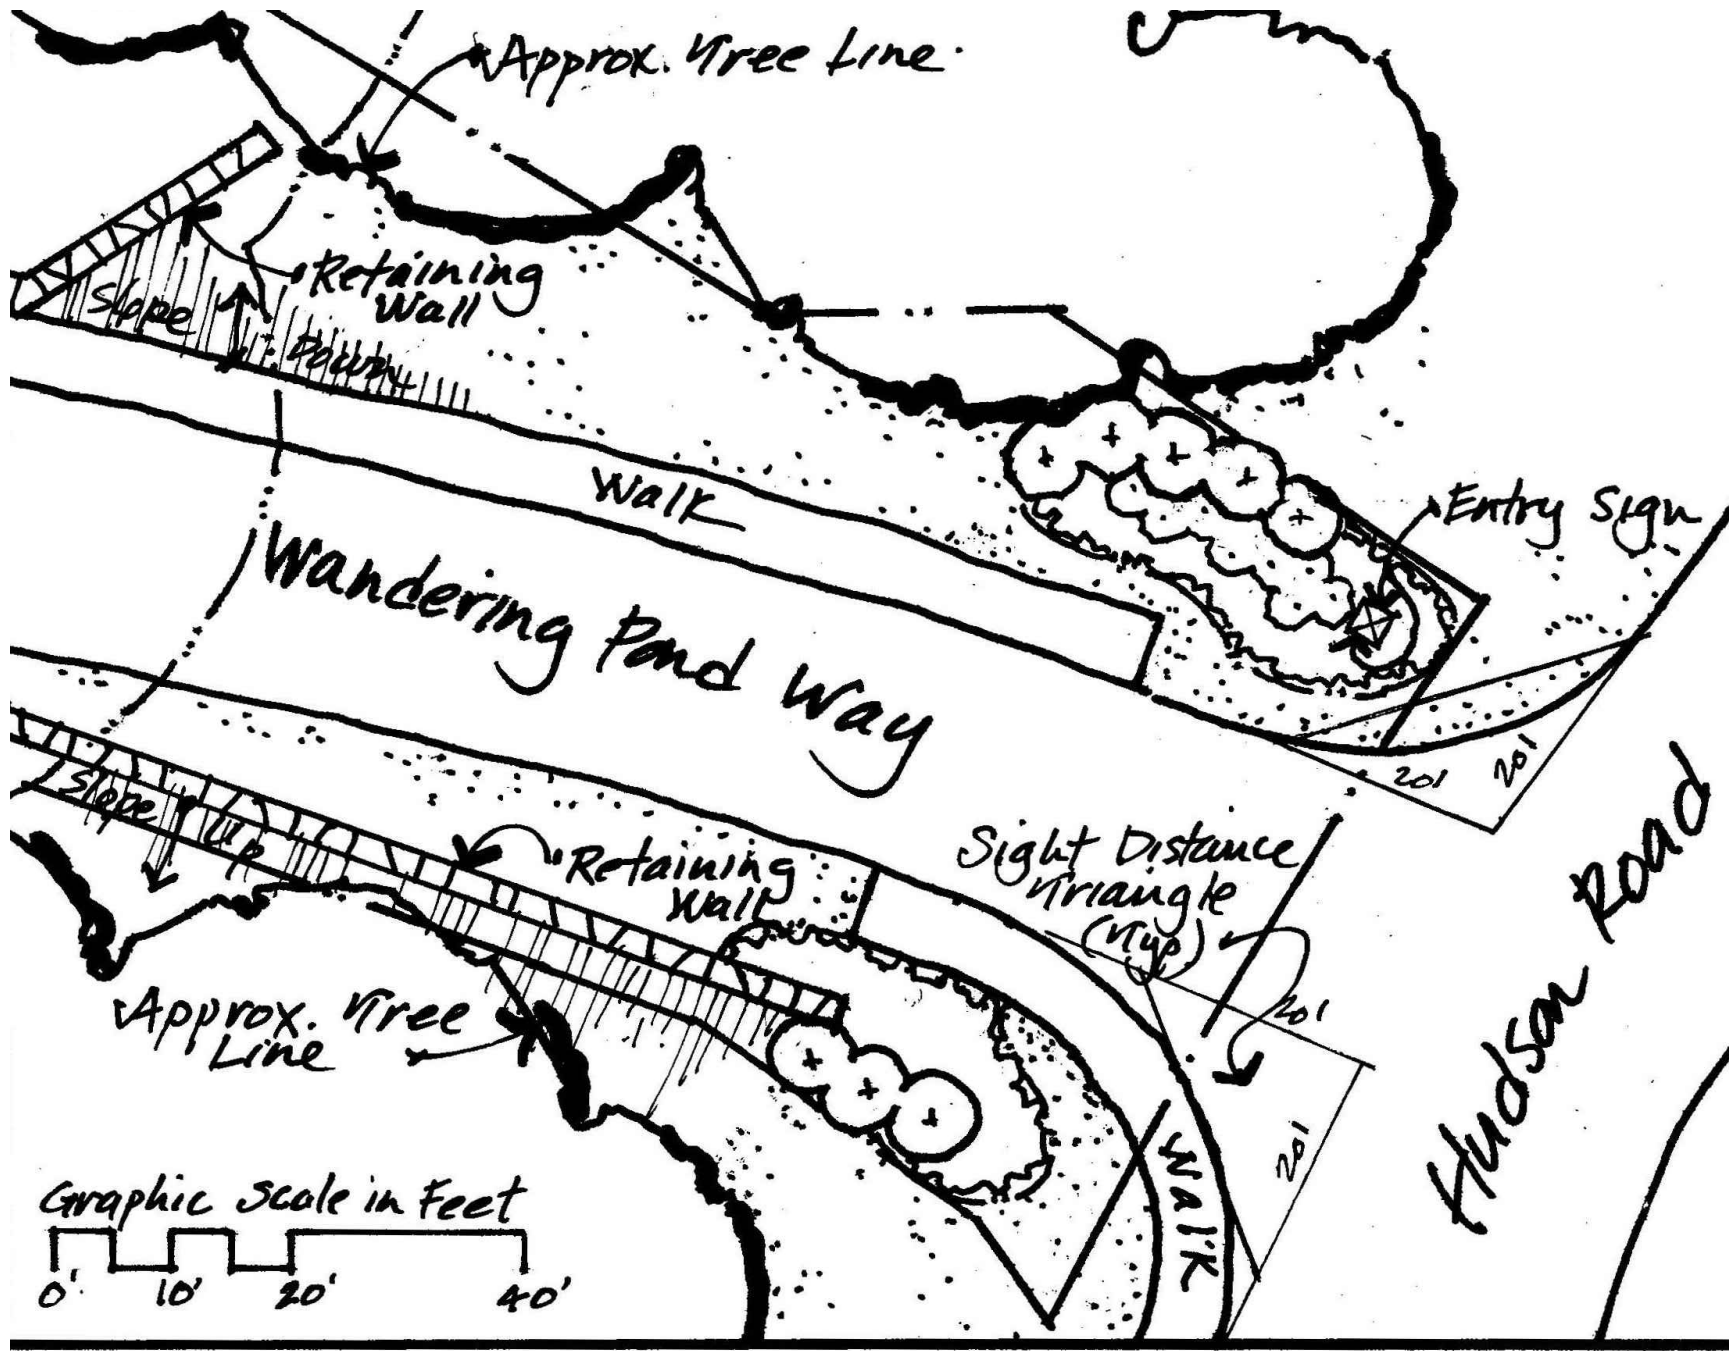 Approx. Tree Line.
Retaining
Wall
Slope
Down
Walk
Entry Sign
Wandering Pond Way
20'
20'
Slope
Up
Retaining
Wall
Sight Distance
Triangle
(Typ)
Hudson Road
Approx. Tree
Line
20'
20'
Walk
Graphic Scale in Feet
0' 10' 20' 40'